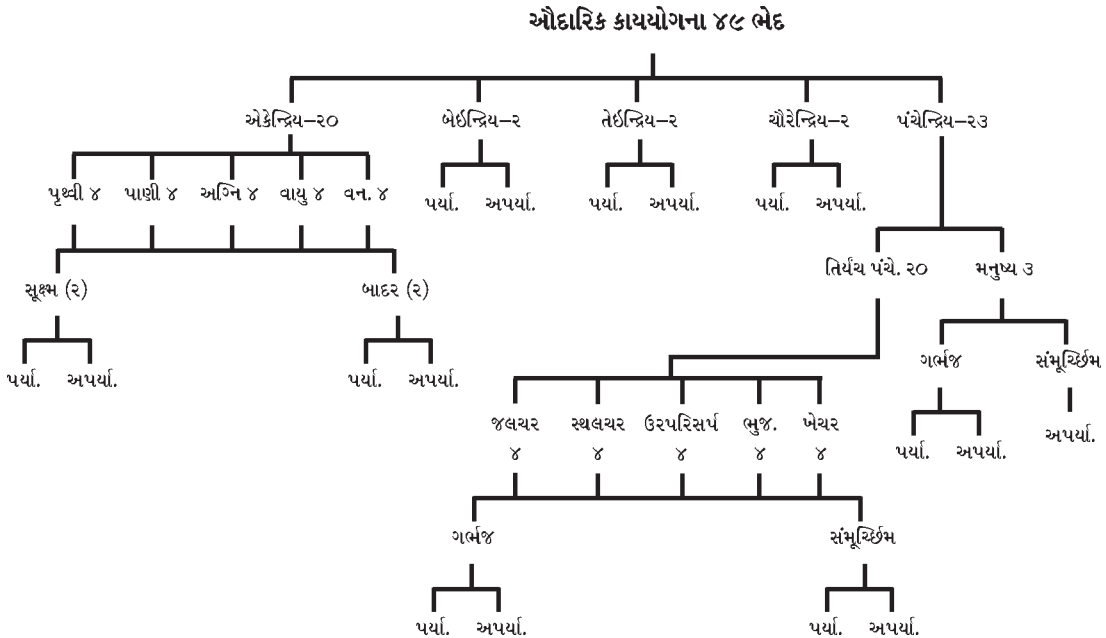 ઔદારિક કાયયોગના ૪૯ ભેદ
એકેન્દ્રિય–૨૦ બેઇન્દ્રિય–૨ તેઇન્દ્રિય–૨ ચૌરેન્દ્રિય–૨ પંચેન્દ્રિય–૨૩
પૃથ્વી ૪ પાણી ૪ અગ્નિ ૪ વાયુ ૪ વન. ૪
પર્યા. અપર્યા. પર્યા. અપર્યા. પર્યા. અપર્યા.
સૂક્ષ્મ (૨) બાદર (૨) તિર્યંચ પંચે. ૨૦ મનુષ્ય ૩
પર્યા. અપર્યા. પર્યા. અપર્યા. ગર્ભજ સંમૂર્ચ્છિમ
જલચર સ્થલચર ઉરપરિસર્પ ભુજ. ખેચર
૪ ૪ ૪ ૪ ૪
પર્યા. અપર્યા. અપર્યા.
ગર્ભજ સંમૂર્ચ્છિમ
પર્યા. અપર્યા. પર્યા. અપર્યા.